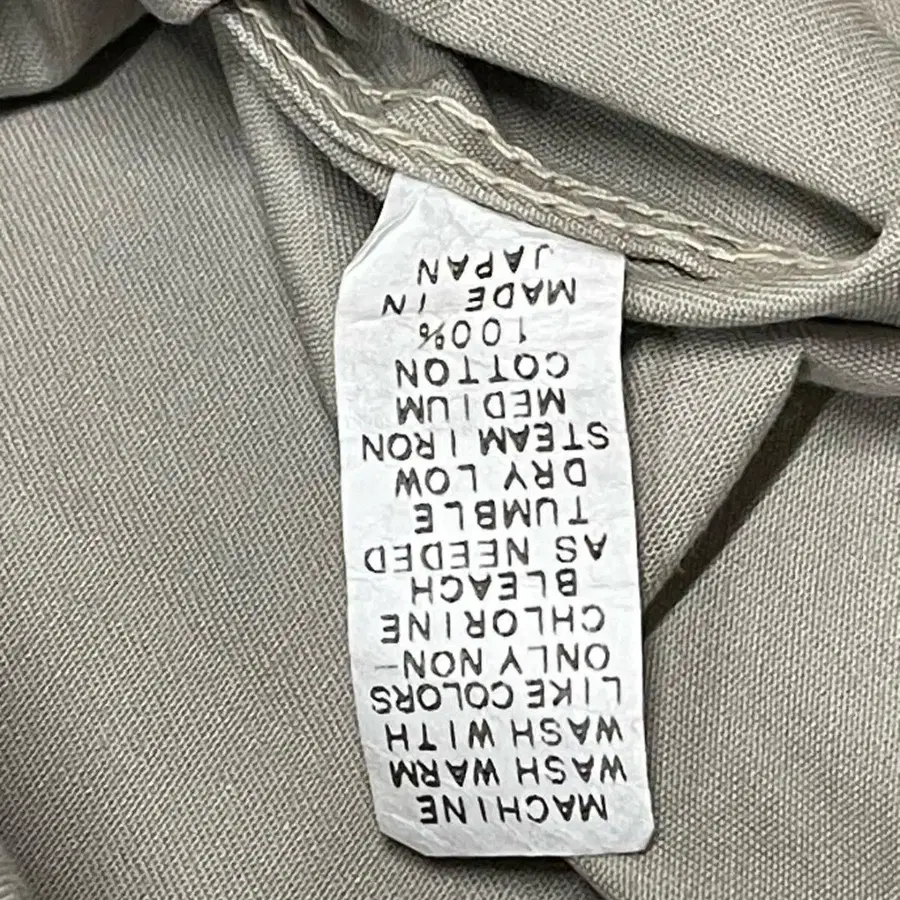 MACHINE
WASH WARM
WASH WITH
LIKE COLORS
ONLY NON-
CHLORINE
BLEACH
AS NEEDED
TUMBLE
DRY LOW
STEAM IRON
MEDIUM
COTTON
100%
MADE IN
JAPAN